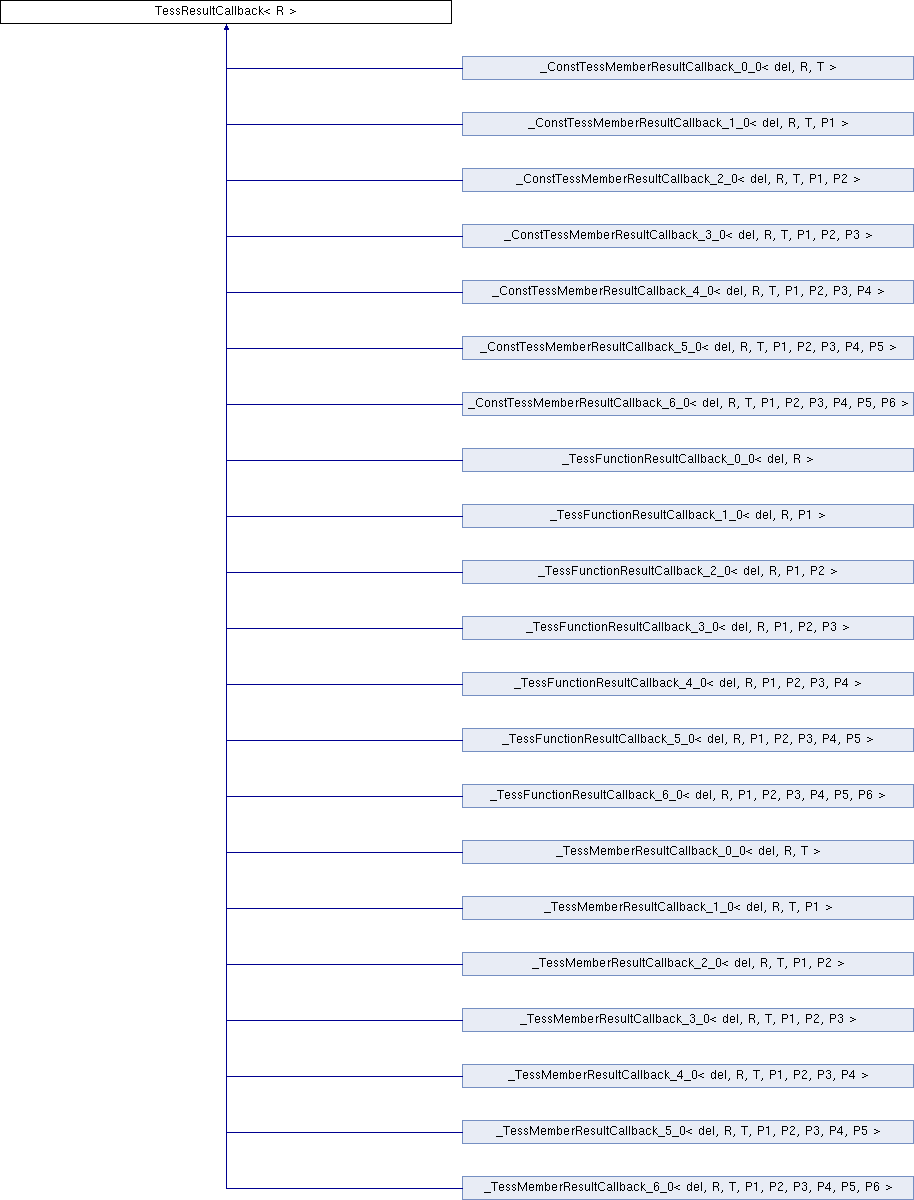 TessResultCallback< R >
_ConstTessMemberResultCallback_0_0< del, R, T >
_ConstTessMemberResultCallback_1_0< del, R, T, P1 >
_ConstTessMemberResultCallback_2_0< del, R, T, P1, P2 >
_ConstTessMemberResultCallback_3_0< del, R, T, P1, P2, P3 >
_ConstTessMemberResultCallback_4_0< del, R, T, P1, P2, P3, P4 >
_ConstTessMemberResultCallback_5_0< del, R, T, P1, P2, P3, P4, P5 >
_ConstTessMemberResultCallback_6_0< del, R, T, P1, P2, P3, P4, P5, P6 >
_TessFunctionResultCallback_0_0< del, R >
_TessFunctionResultCallback_1_0< del, R, P1 >
_TessFunctionResultCallback_2_0< del, R, P1, P2 >
_TessFunctionResultCallback_3_0< del, R, P1, P2, P3 >
_TessFunctionResultCallback_4_0< del, R, P1, P2, P3, P4 >
_TessFunctionResultCallback_5_0< del, R, P1, P2, P3, P4, P5 >
_TessFunctionResultCallback_6_0< del, R, P1, P2, P3, P4, P5, P6 >
_TessMemberResultCallback_0_0< del, R, T >
_TessMemberResultCallback_1_0< del, R, T, P1 >
_TessMemberResultCallback_2_0< del, R, T, P1, P2 >
_TessMemberResultCallback_3_0< del, R, T, P1, P2, P3 >
_TessMemberResultCallback_4_0< del, R, T, P1, P2, P3, P4 >
_TessMemberResultCallback_5_0< del, R, T, P1, P2, P3, P4, P5 >
_TessMemberResultCallback_6_0< del, R, T, P1, P2, P3, P4, P5, P6 >